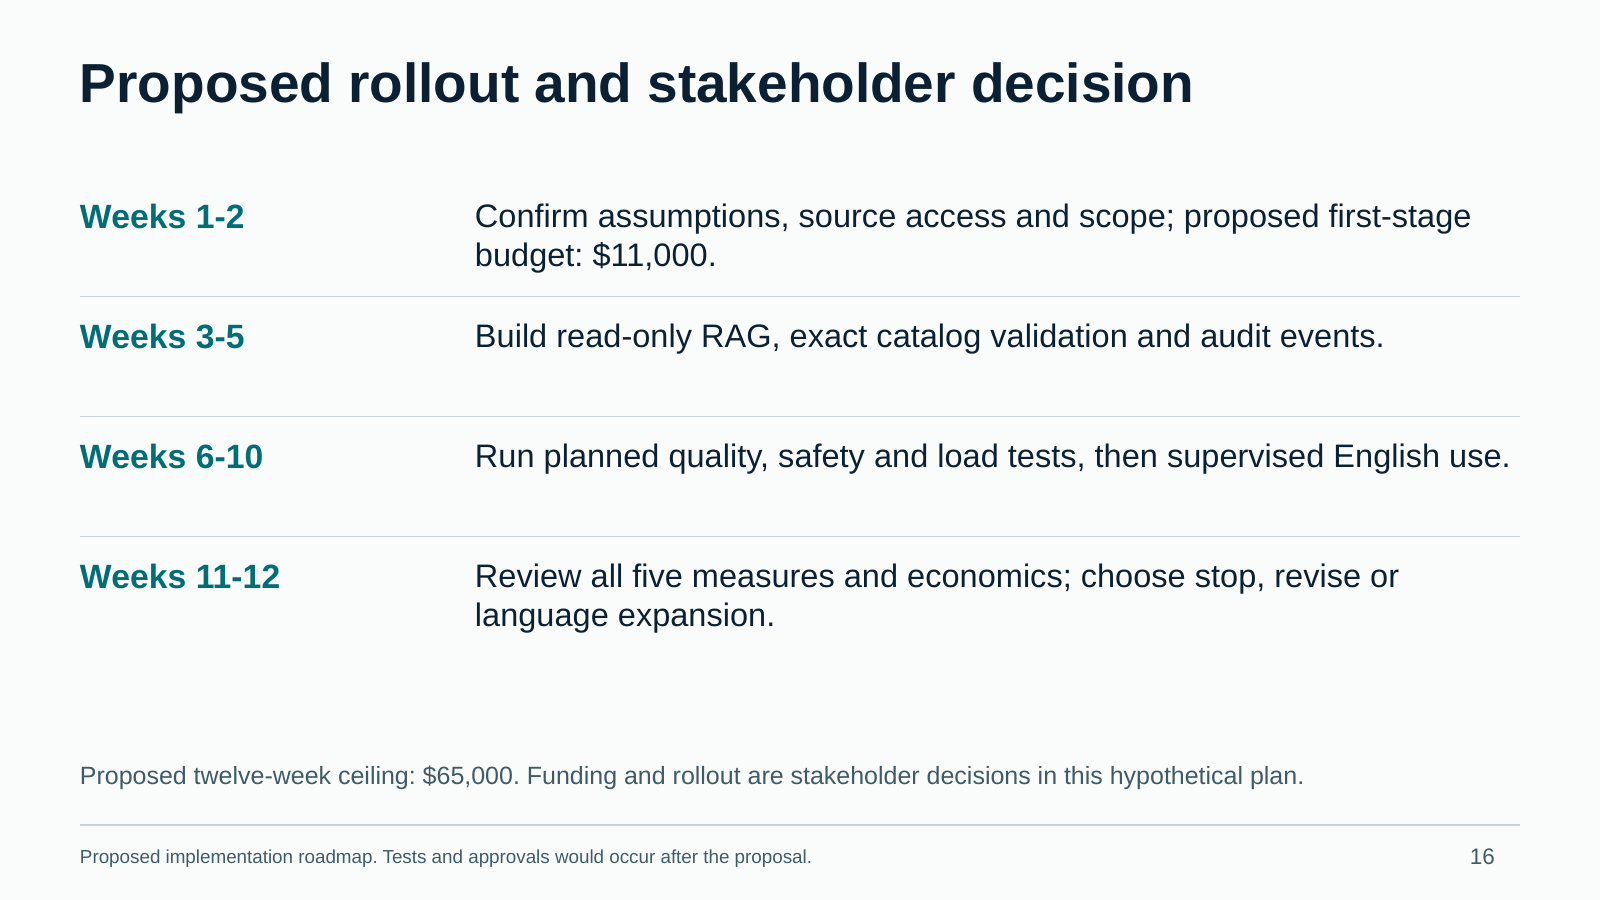 Proposed rollout and stakeholder decision
Weeks 1-2
Confirm assumptions, source access and scope; proposed first-stage
budget: $11,000.
Weeks 3-5
Build read-only RAG, exact catalog validation and audit events.
Weeks 6-10
Run planned quality, safety and load tests, then supervised English use.
Weeks 11-12
Review all five measures and economics; choose stop, revise or
language expansion.
Proposed twelve-week ceiling: $65,000. Funding and rollout are stakeholder decisions in this hypothetical plan.
Proposed implementation roadmap. Tests and approvals would occur after the proposal.
16